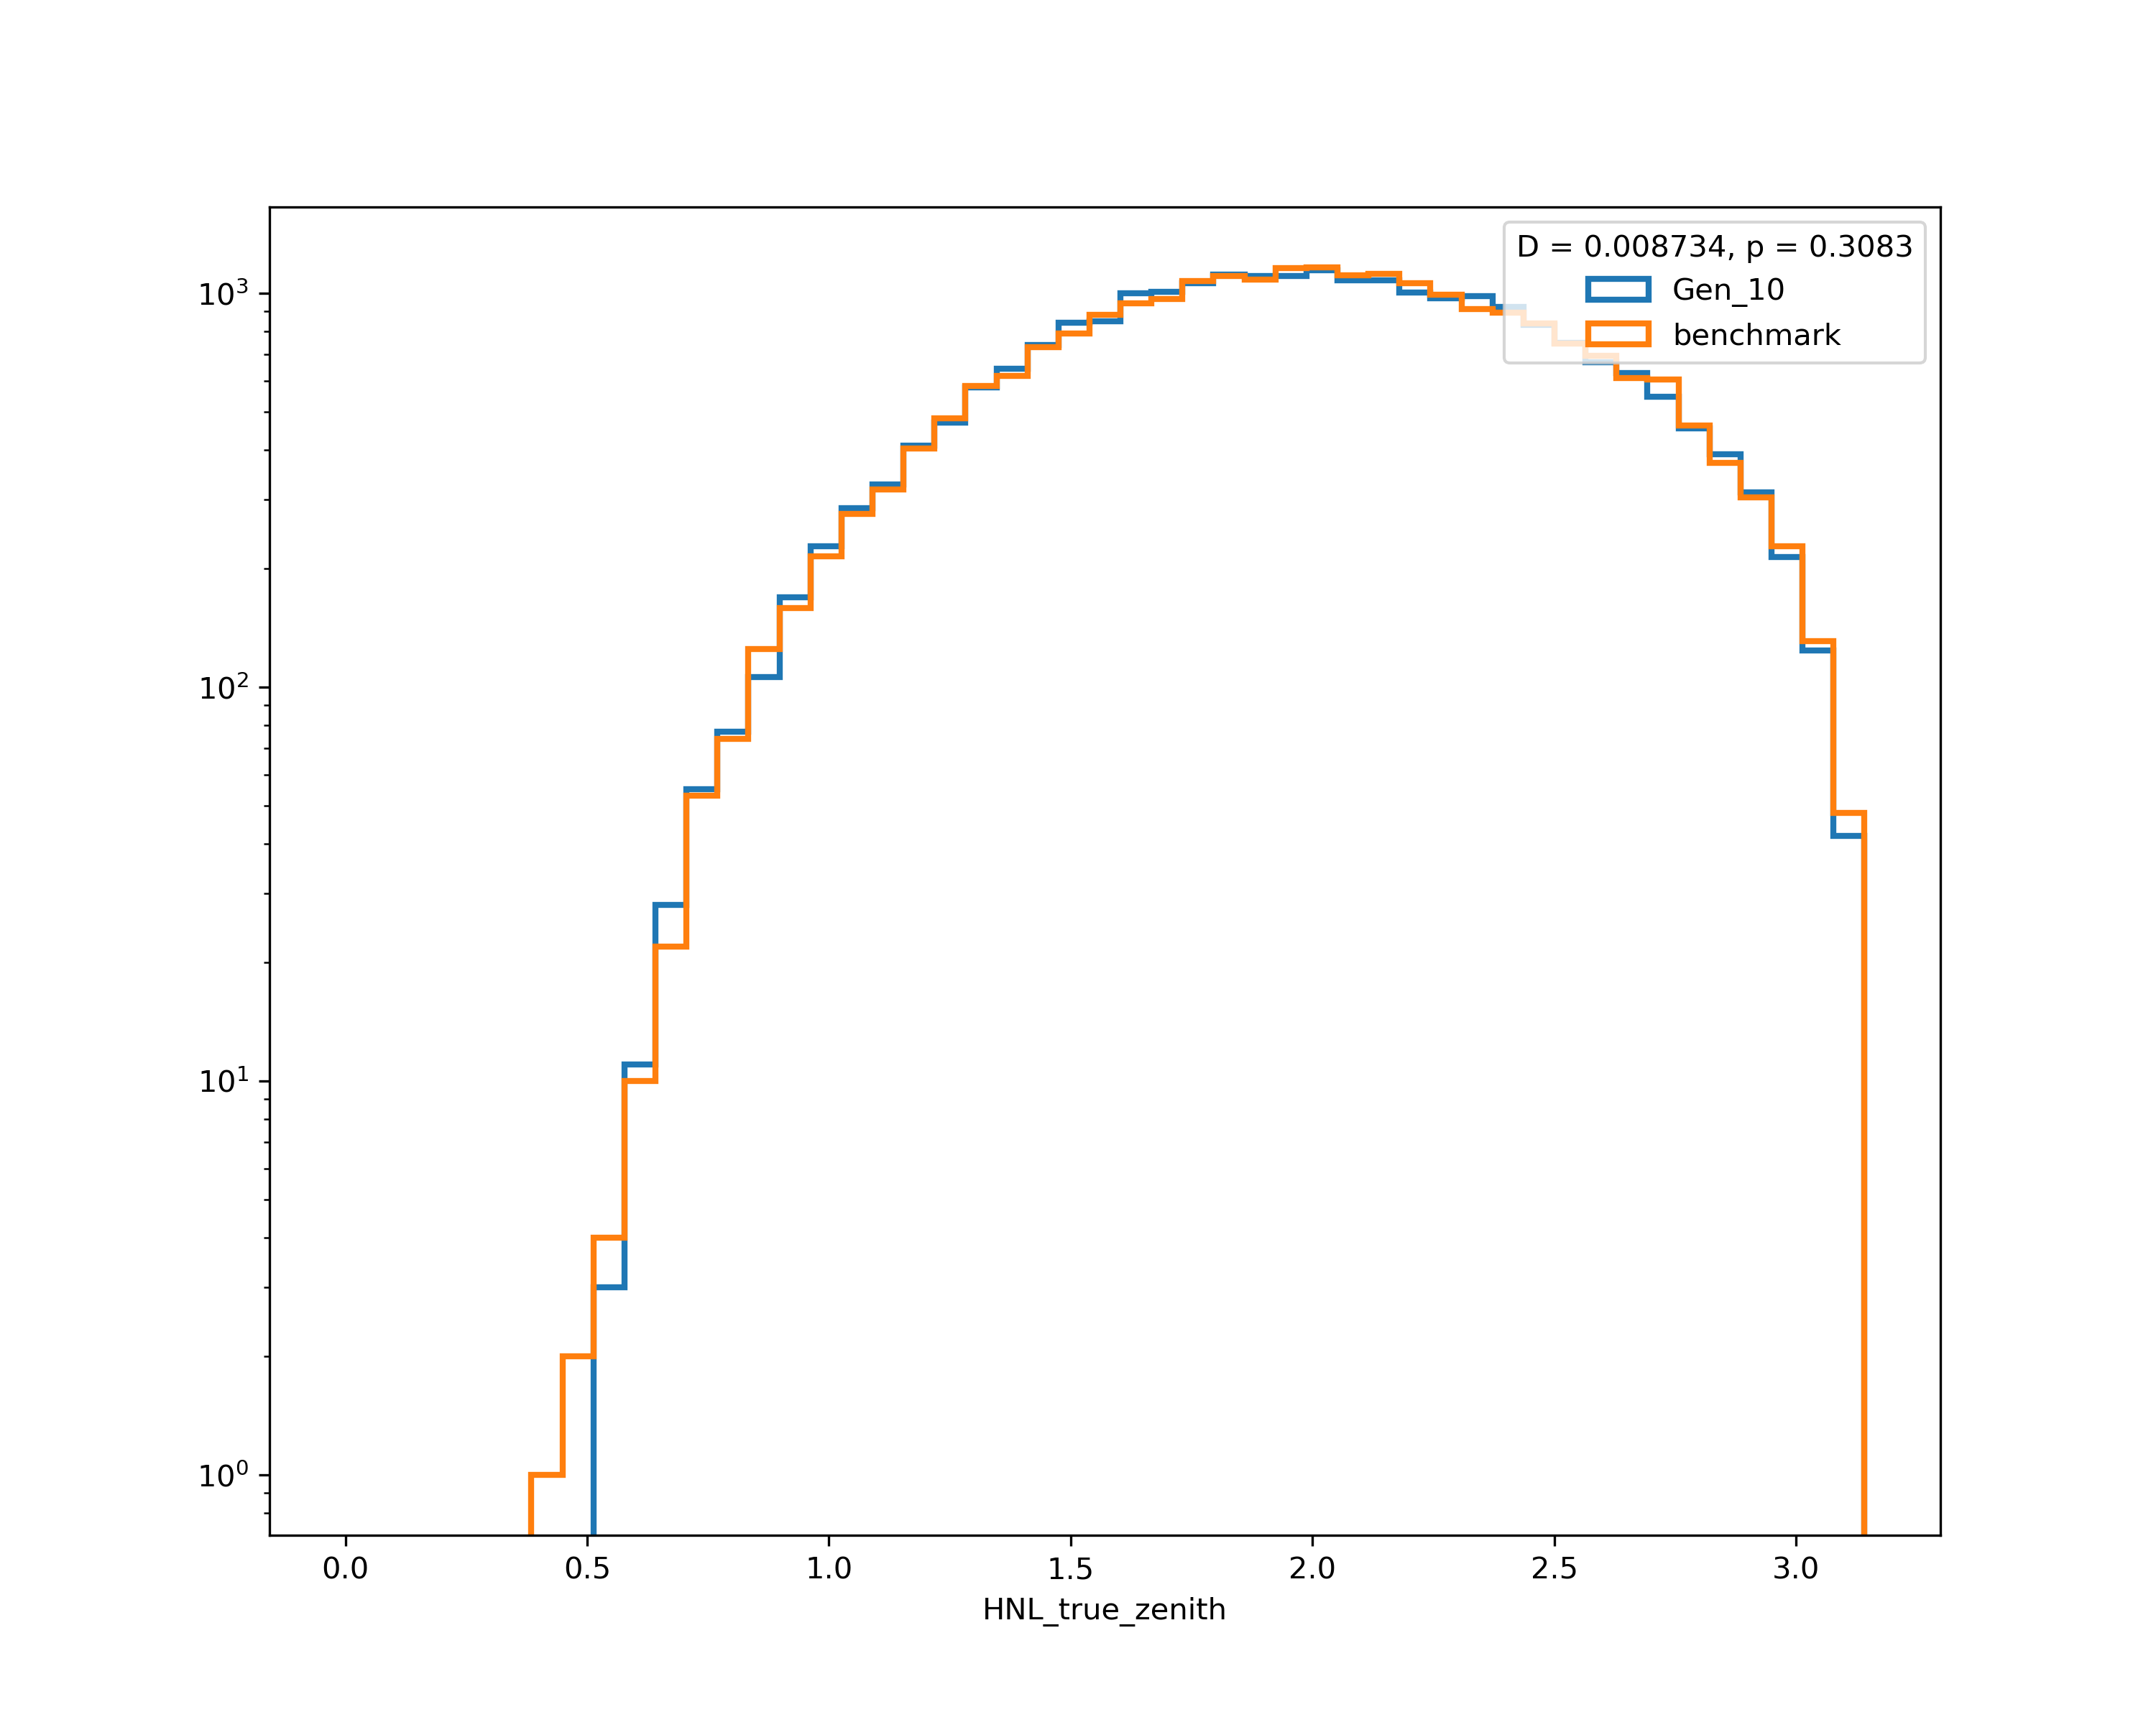 D = 0.008734, p = 0.3083
Gen_10
benchmark
10³
10²
10¹
10⁰
0.0 0.5 1.0 1.5 2.0 2.5 3.0
HNL_true_zenith